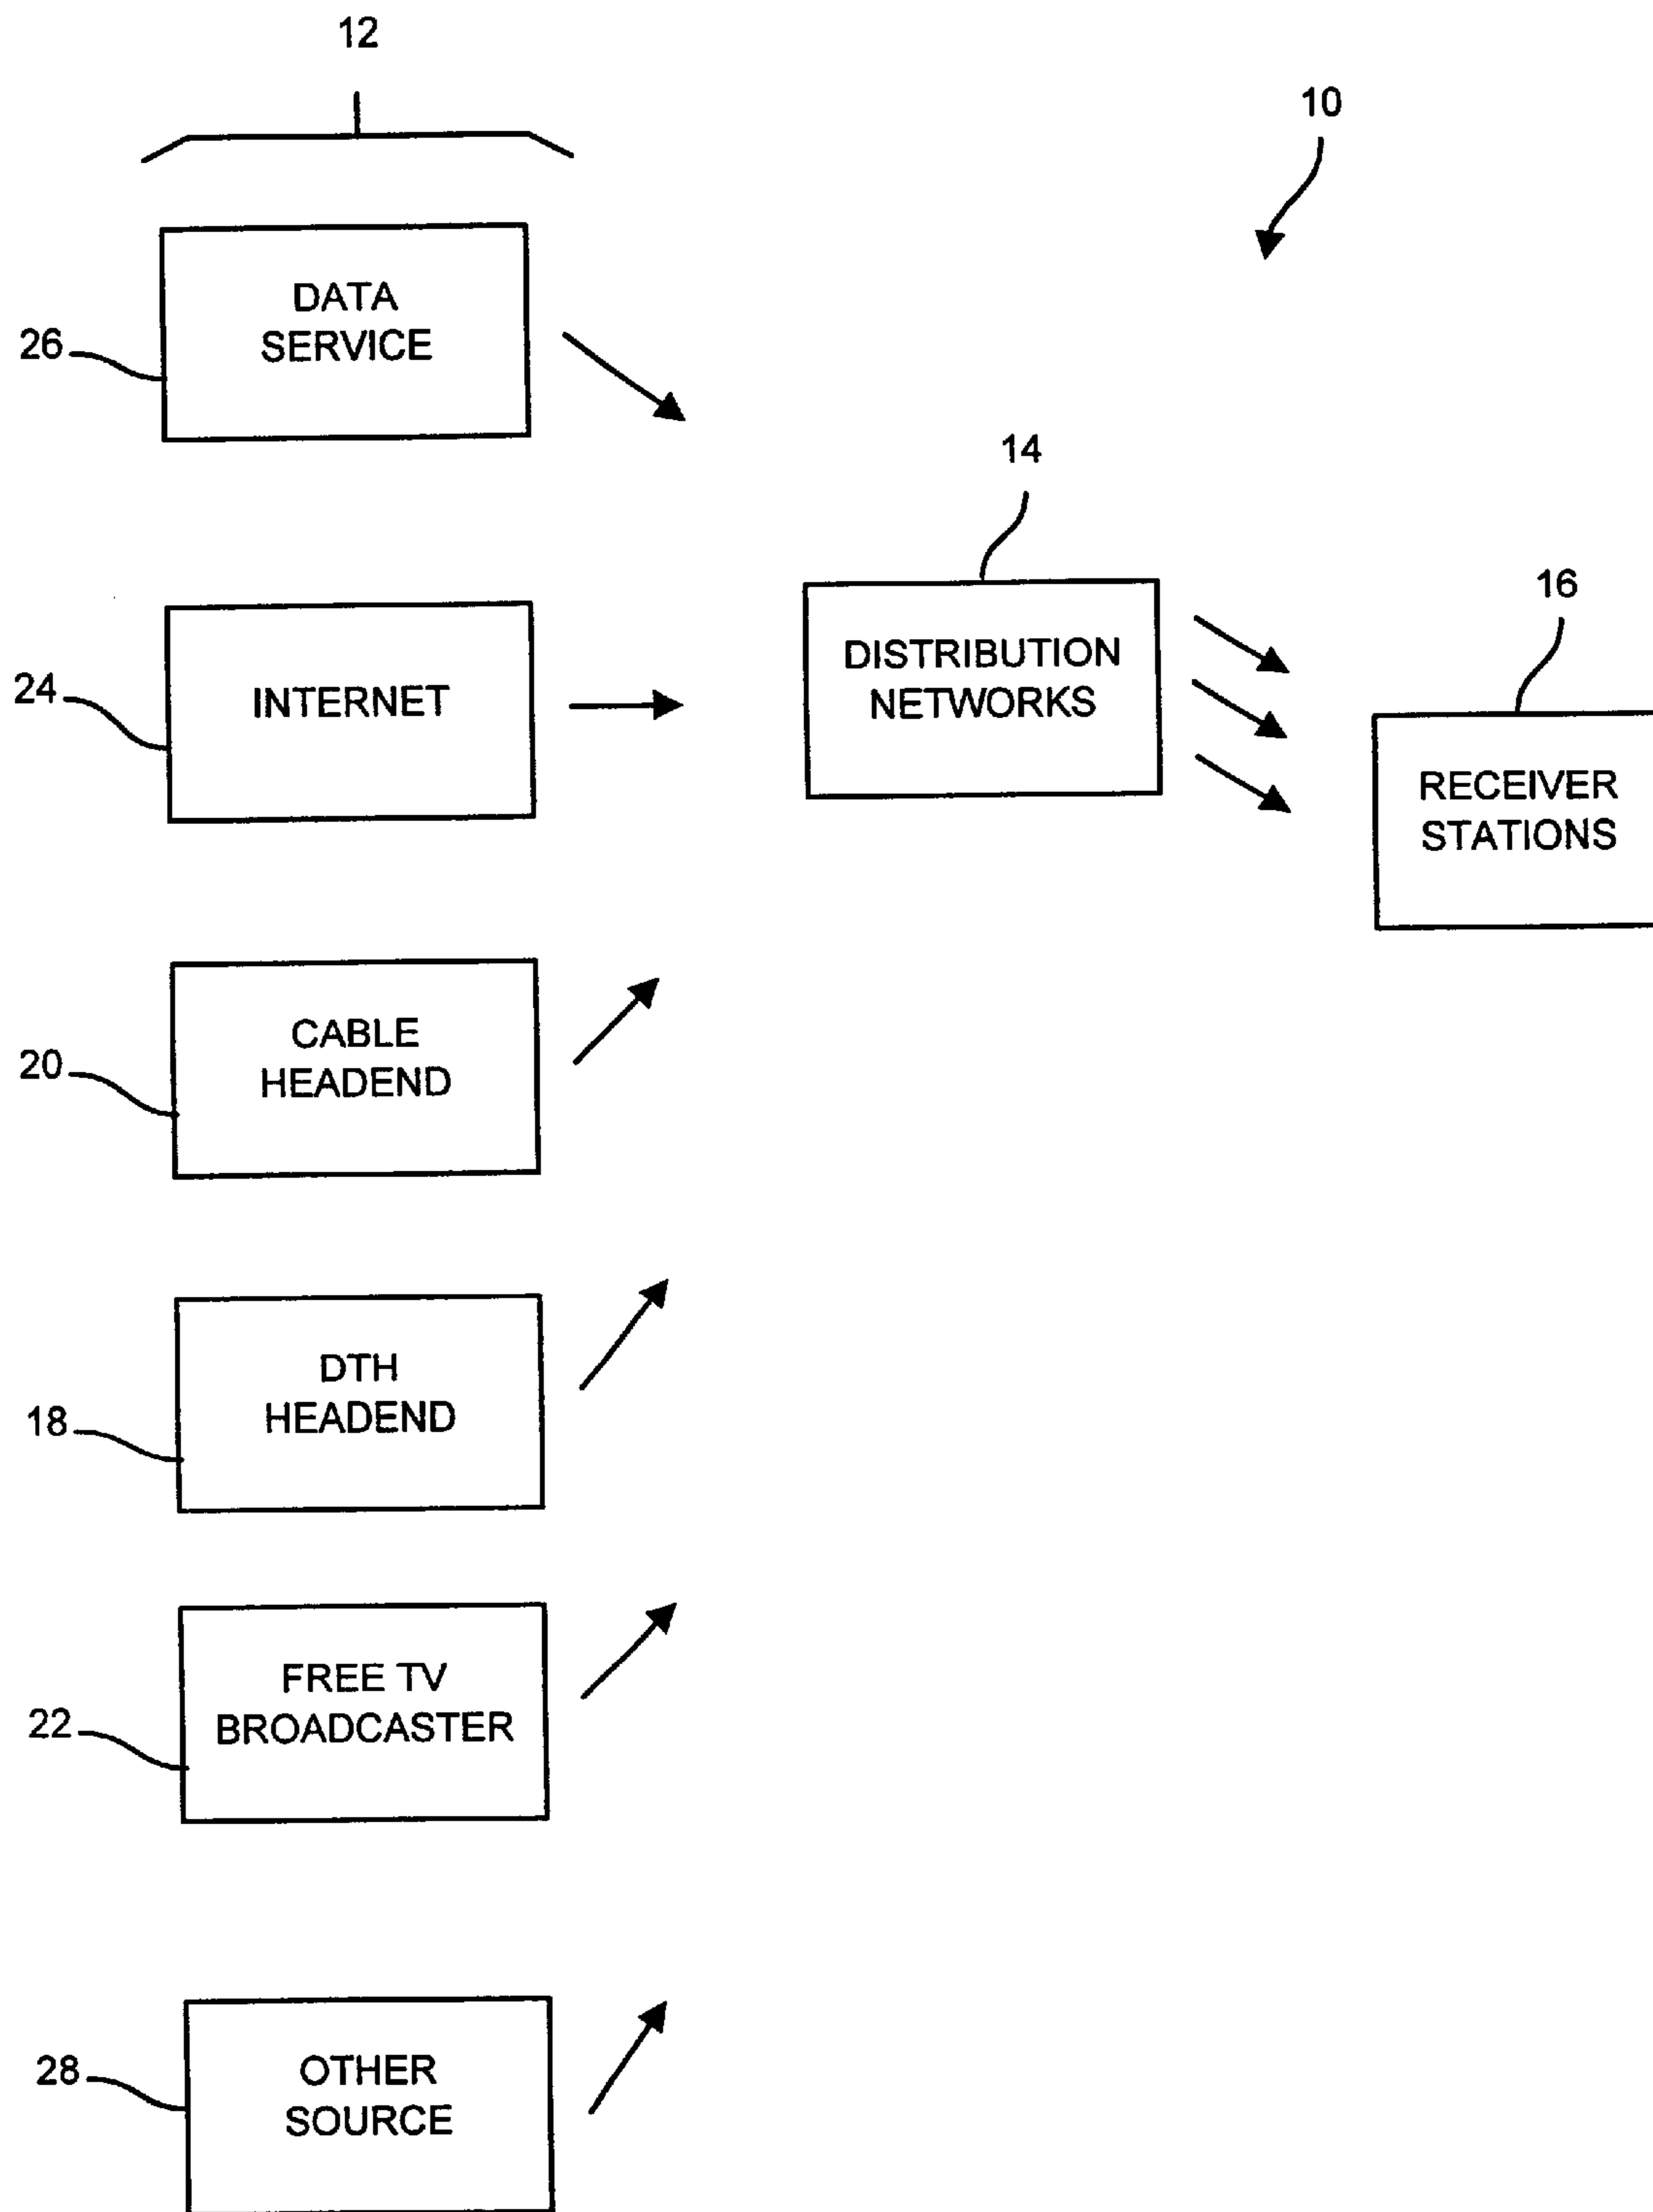 12
10
DATA
SERVICE
26
14
16
INTERNET
24
DISTRIBUTION
NETWORKS
RECEIVER
STATIONS
CABLE
HEADEND
20
DTH
HEADEND
18
FREE TV
BROADCASTER
22
OTHER
SOURCE
28